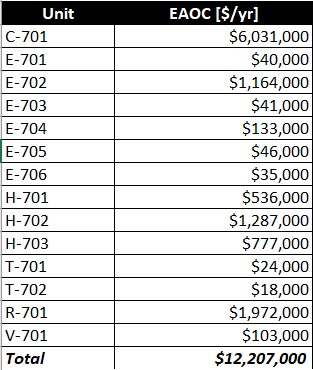 Unit EAOC [$/yr]
C-701 $6,031,000
E-701 $40,000
E-702 $1,164,000
E-703 $41,000
E-704 $133,000
E-705 $46,000
E-706 $35,000
H-701 $536,000
H-702 $1,287,000
H-703 $777,000
T-701 $24,000
T-702 $18,000
R-701 $1,972,000
V-701 $103,000
Total $12,207,000